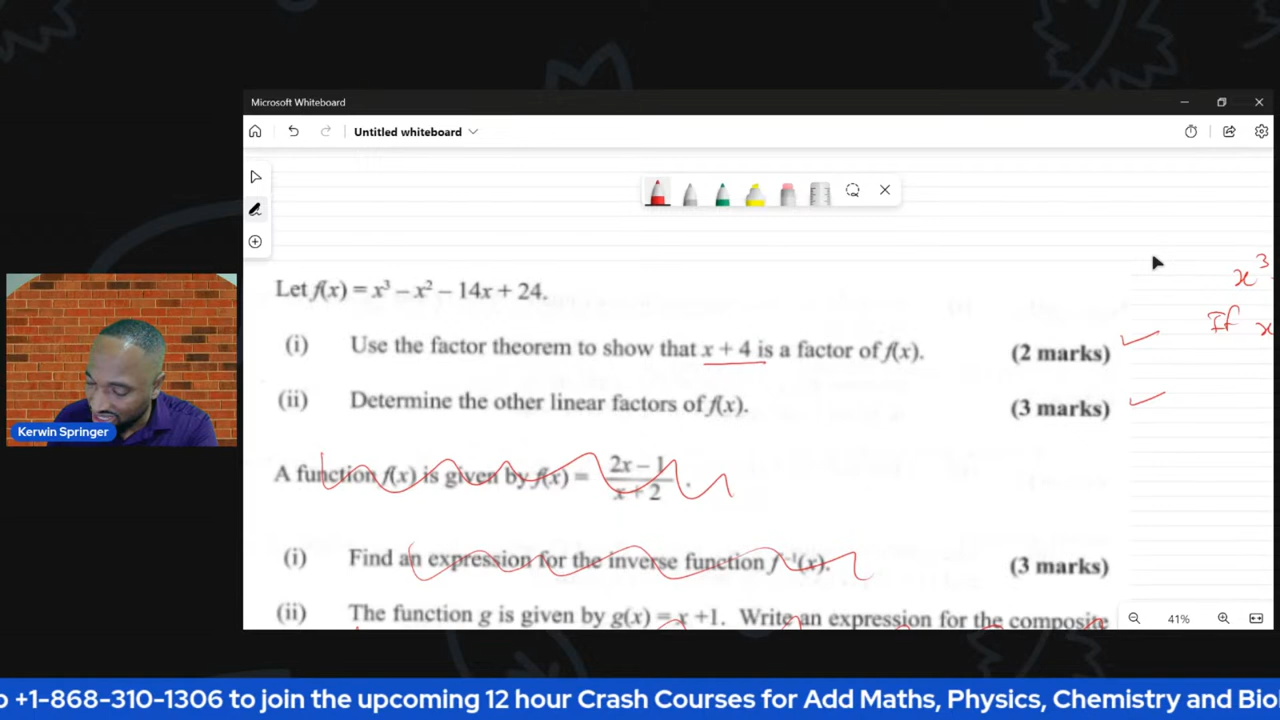 Microsoft Whiteboard
Untitled whiteboard
x³
If x
Let f(x) = x³ – x² – 14x + 24.
(i) Use the factor theorem to show that x + 4 is a factor of f(x). (2 marks)
(ii) Determine the other linear factors of f(x). (3 marks)
A function f(x) is given by f(x) = 2x – 1 / x + 2 .
(i) Find an expression for the inverse function f⁻¹(x). (3 marks)
(ii) The function g is given by g(x) = x +1. Write an expression for the composite
41%
Kerwin Springer
o +1-868-310-1306 to join the upcoming 12 hour Crash Courses for Add Maths, Physics, Chemistry and Bio